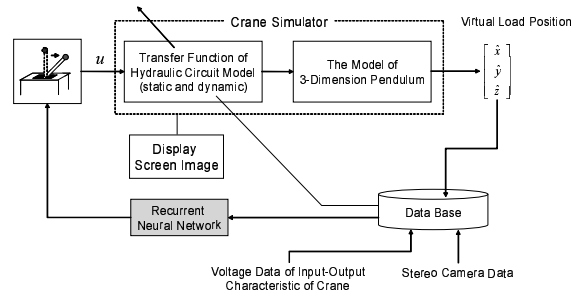 Crane Simulator
Virtual Load Position
u
Transfer Function of
Hydraulic Circuit Model
(static and dynamic)
The Model of
3-Dimension Pendulum
x̂
ŷ
ẑ
Display
Screen Image
Recurrent
Neural Network
Data Base
Voltage Data of Input-Output
Characteristic of Crane
Stereo Camera Data